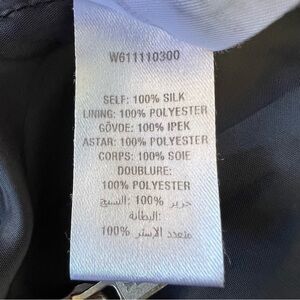 W611110300
SELF: 100% SILK
LINING: 100% POLYESTER
GÖVDE: 100% IPEK
ASTAR: 100% POLYESTER
CORPS: 100% SOIE
DOUBLURE:
100% POLYESTER
حرير %100 :النسيج
:البطانة
متعدد الإستر %100